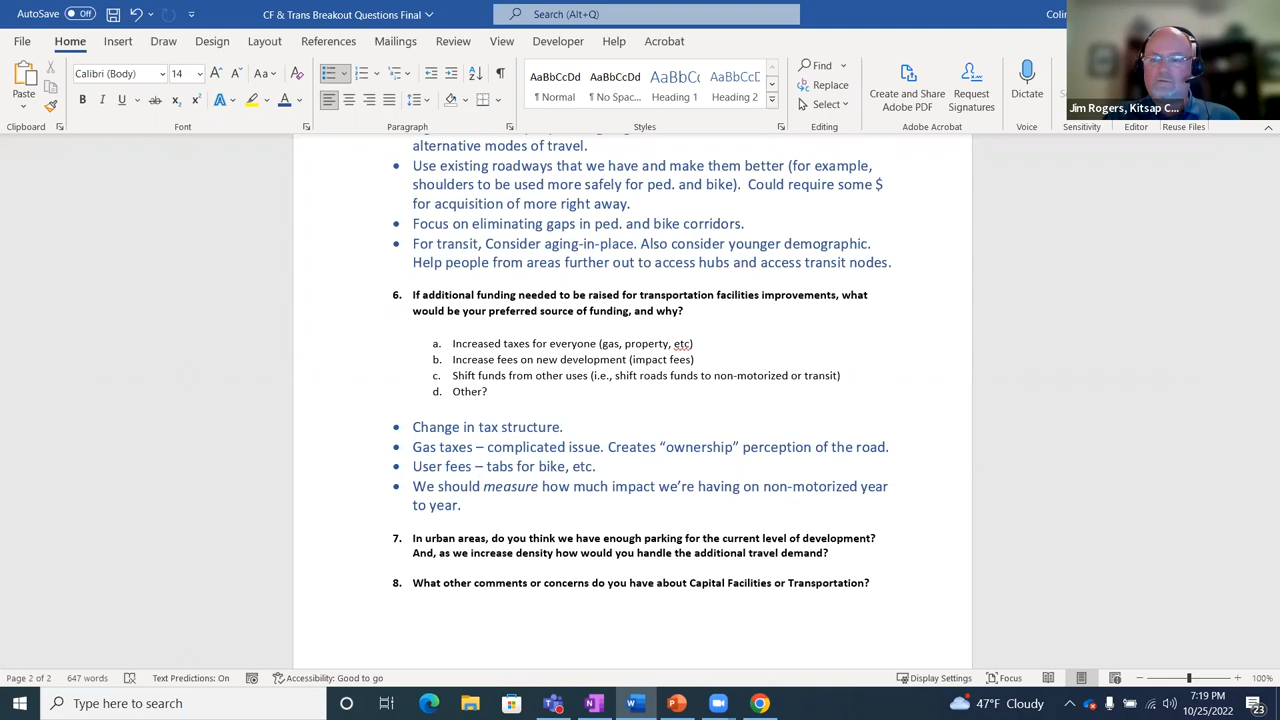 AutoSave Off CF & Trans Breakout Questions Final Search (Alt+Q) Colin
File Home Insert Draw Design Layout References Mailings Review View Developer Help Acrobat
Calibri (Body) 14 Aa
Paste
B I U ab x₂ x² A A
AaBbCcDd AaBbCcDd AaBbCc AaBbCcD
¶ Normal ¶ No Spac... Heading 1 Heading 2
Find
Replace
Select
Create and Share Adobe PDF
Request Signatures
Dictate
Jim Rogers, Kitsap C...
Clipboard Font Paragraph Styles Editing Adobe Acrobat Voice Sensitivity Editor Reuse Files
alternative modes of travel.
• Use existing roadways that we have and make them better (for example,
shoulders to be used more safely for ped. and bike). Could require some $
for acquisition of more right away.
• Focus on eliminating gaps in ped. and bike corridors.
• For transit, Consider aging-in-place. Also consider younger demographic.
Help people from areas further out to access hubs and access transit nodes.
6. If additional funding needed to be raised for transportation facilities improvements, what
would be your preferred source of funding, and why?
a. Increased taxes for everyone (gas, property, etc)
b. Increase fees on new development (impact fees)
c. Shift funds from other uses (i.e., shift roads funds to non-motorized or transit)
d. Other?
• Change in tax structure.
• Gas taxes – complicated issue. Creates “ownership” perception of the road.
• User fees – tabs for bike, etc.
• We should measure how much impact we’re having on non-motorized year
to year.
7. In urban areas, do you think we have enough parking for the current level of development?
And, as we increase density how would you handle the additional travel demand?
8. What other comments or concerns do you have about Capital Facilities or Transportation?
Page 2 of 2 647 words Text Predictions: On Accessibility: Good to go Display Settings Focus 100%
Type here to search 47°F Cloudy 7:19 PM
10/25/2022 23